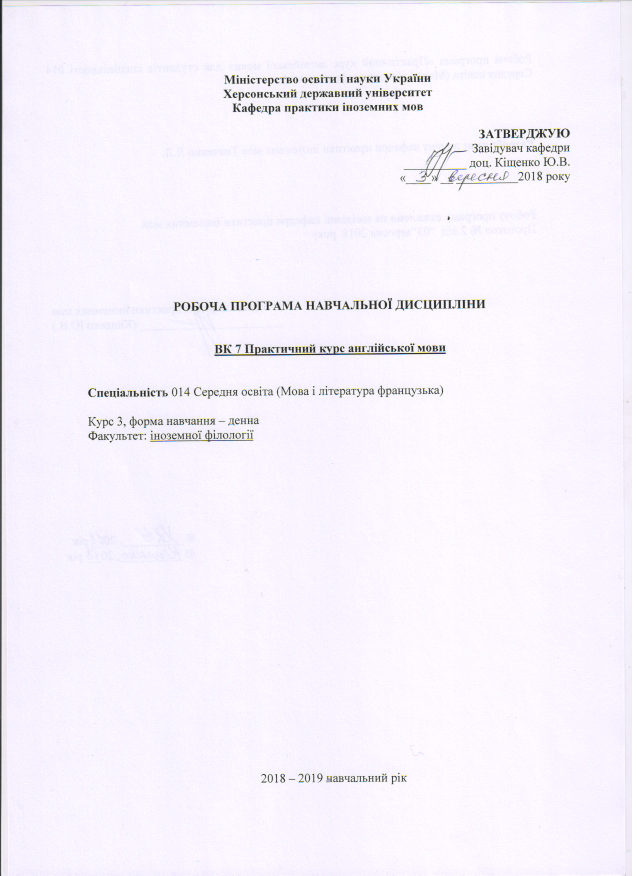 Міністерство освіти і науки України
Херсонський державний університет
Кафедра практики іноземних мов
ЗАТВЕРДЖУЮ
Завідувач кафедри
доц. Кіщенко Ю.В.
« 3 » вересня 2018 року
РОБОЧА ПРОГРАМА НАВЧАЛЬНОЇ ДИСЦИПЛІНИ
ВК 7 Практичний курс англійської мови
Спеціальність 014 Середня освіта (Мова і література французька)
Курс 3, форма навчання – денна
Факультет: іноземної філології
2018 – 2019 навчальний рік